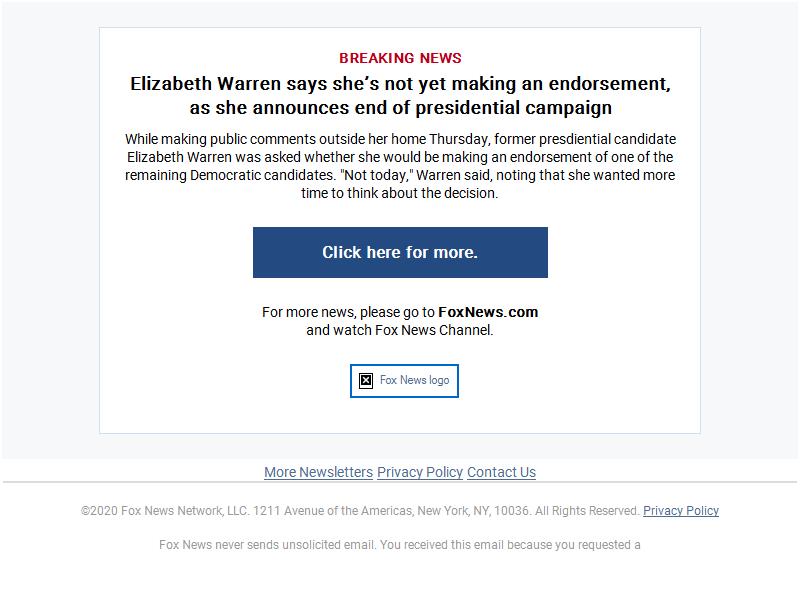 BREAKING NEWS
Elizabeth Warren says she’s not yet making an endorsement,
as she announces end of presidential campaign
While making public comments outside her home Thursday, former presdiential candidate
Elizabeth Warren was asked whether she would be making an endorsement of one of the
remaining Democratic candidates. "Not today," Warren said, noting that she wanted more
time to think about the decision.
Click here for more.
For more news, please go to FoxNews.com
and watch Fox News Channel.
Fox News logo
More Newsletters Privacy Policy Contact Us
©2020 Fox News Network, LLC. 1211 Avenue of the Americas, New York, NY, 10036. All Rights Reserved. Privacy Policy
Fox News never sends unsolicited email. You received this email because you requested a